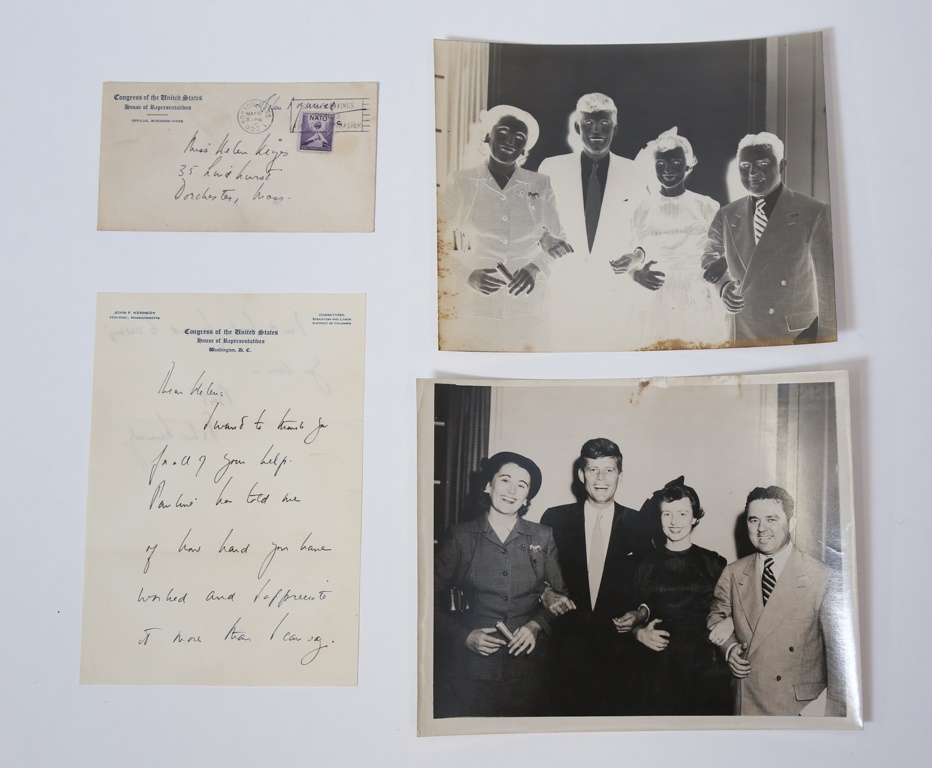 Congress of the United States
House of Representatives
OFFICIAL BUSINESS—FREE
NATO
Miss Helen Keyes
35
Dorchester, Mass.
JOHN F. KENNEDY
MASSACHUSETTS
COMMITTEES:
EDUCATION AND LABOR
DISTRICT OF COLUMBIA
Congress of the United States
House of Representatives
Washington, D. C.
Dear Helen:
I want to thank you
for all of your help.
Pauline has told me
of how hard you have
worked and I appreciate
it more than I can say.